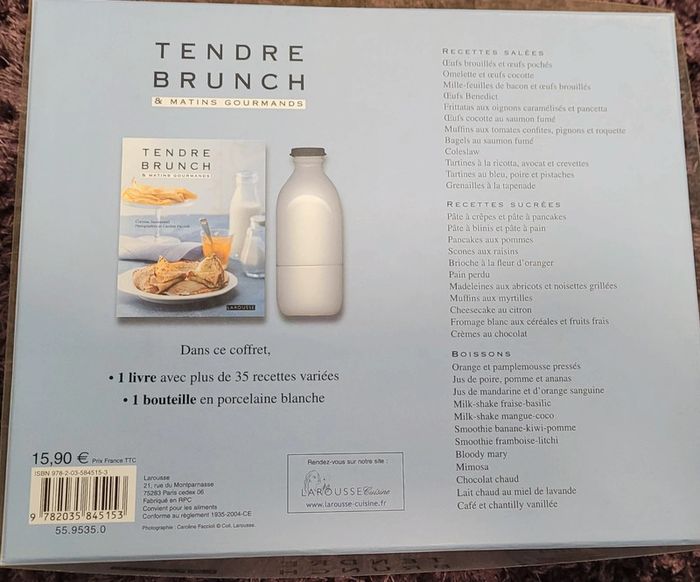 TENDRE
BRUNCH
& MATINS GOURMANDS
TENDRE
BRUNCH
& MATINS GOURMANDS
LAROUSSE
Dans ce coffret,
• 1 livre avec plus de 35 recettes variées
• 1 bouteille en porcelaine blanche
RECETTES SALÉES
Œufs brouillés et œufs pochés
Omelette et œufs cocotte
Mille-feuilles de bacon et œufs brouillés
Œufs Benedict
Frittatas aux oignons caramélisés et pancetta
Œufs cocotte au saumon fumé
Muffins aux tomates confites, pignons et roquette
Bagels au saumon fumé
Coleslaw
Tartines à la ricotta, avocat et crevettes
Tartines au bleu, poire et pistaches
Grenailles à la tapenade
RECETTES SUCRÉES
Pâte à crêpes et pâte à pancakes
Pâte à blinis et pâte à pain
Pancakes aux pommes
Scones aux raisins
Brioche à la fleur d'oranger
Pain perdu
Madeleines aux abricots et noisettes grillées
Muffins aux myrtilles
Cheesecake au citron
Fromage blanc aux céréales et fruits frais
Crèmes au chocolat
BOISSONS
Orange et pamplemousse pressés
Jus de poire, pomme et ananas
Jus de mandarine et d'orange sanguine
Milk-shake fraise-basilic
Milk-shake mangue-coco
Smoothie banane-kiwi-pomme
Smoothie framboise-litchi
Bloody mary
Mimosa
Chocolat chaud
Lait chaud au miel de lavande
Café et chantilly vanillée
15,90 € Prix France TTC
ISBN 978-2-03-584515-3
9 782035 845153
55.9535.0
Larousse
21, rue du Montparnasse
75283 Paris cedex 06
Fabriqué en RPC
Convient pour les aliments
Conforme au règlement 1935-2004-CE
Photographie : Caroline Faccioli © Coll. Larousse.
Rendez-vous sur notre site :
LAROUSSE Cuisine
www.larousse-cuisine.fr